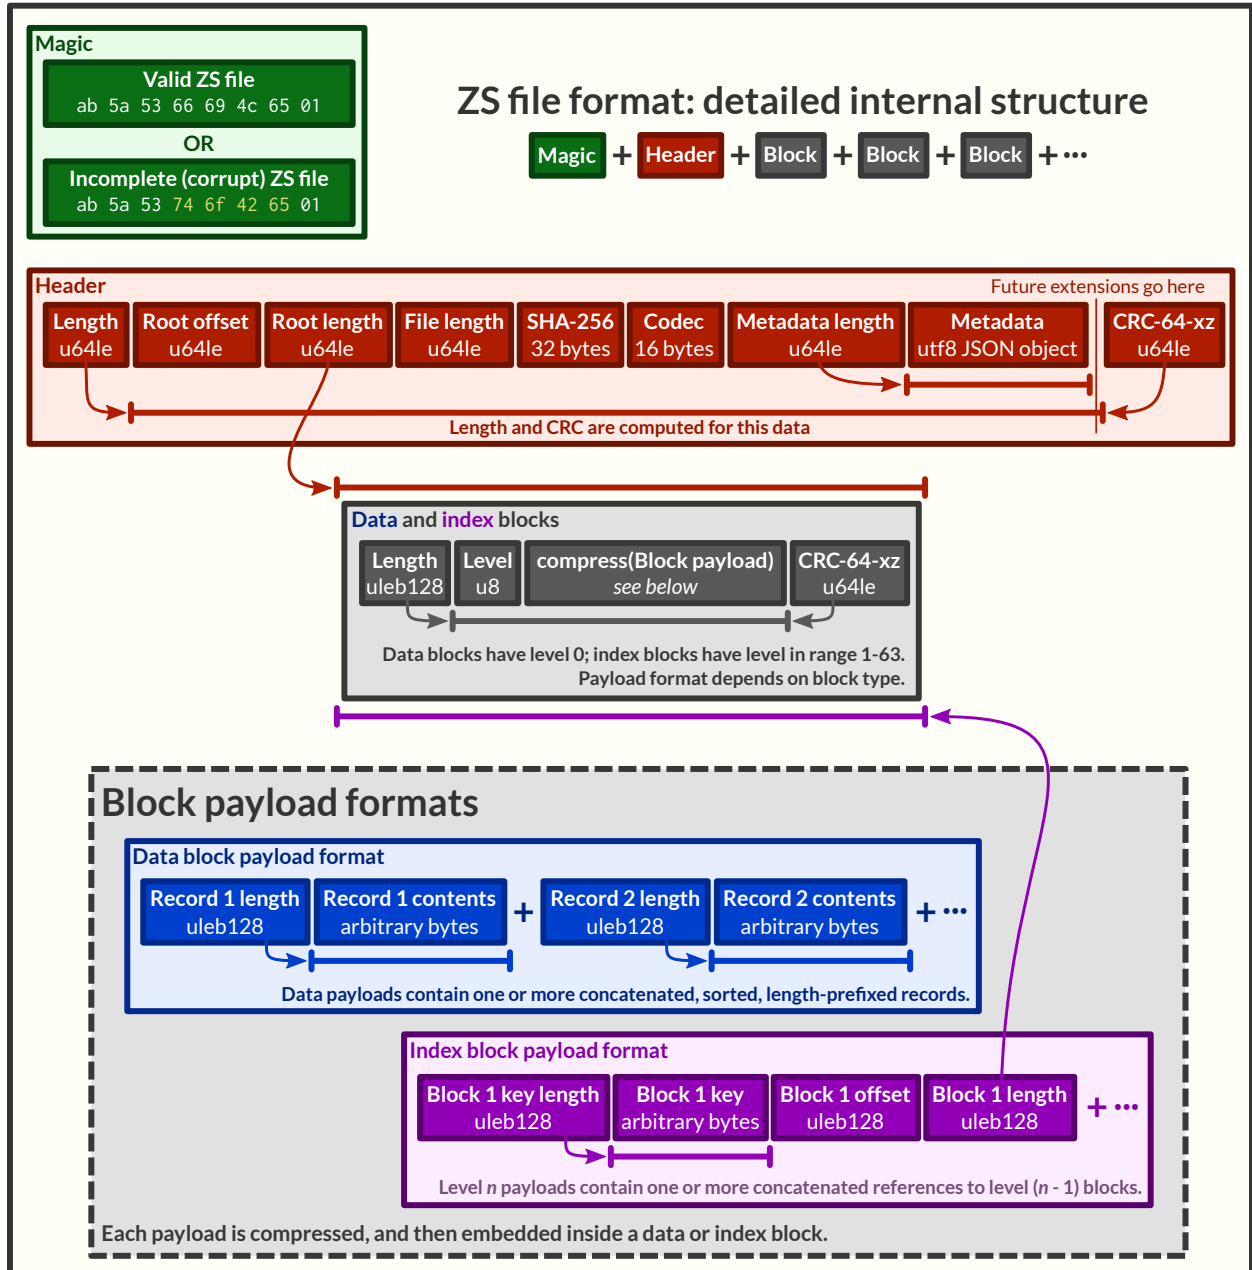 Magic
Valid ZS file
ab 5a 53 66 69 4c 65 01
OR
Incomplete (corrupt) ZS file
ab 5a 53 74 6f 42 65 01
ZS file format: detailed internal structure
Magic + Header + Block + Block + Block + ···
Header
Future extensions go here
Length
u64le
Root offset
u64le
Root length
u64le
File length
u64le
SHA-256
32 bytes
Codec
16 bytes
Metadata length
u64le
Metadata
utf8 JSON object
CRC-64-xz
u64le
Length and CRC are computed for this data
Data and index blocks
Length
uleb128
Level
u8
compress(Block payload)
see below
CRC-64-xz
u64le
Data blocks have level 0; index blocks have level in range 1-63.
Payload format depends on block type.
Block payload formats
Data block payload format
Record 1 length
uleb128
Record 1 contents
arbitrary bytes
+
Record 2 length
uleb128
Record 2 contents
arbitrary bytes
+ ···
Data payloads contain one or more concatenated, sorted, length-prefixed records.
Index block payload format
Block 1 key length
uleb128
Block 1 key
arbitrary bytes
Block 1 offset
uleb128
Block 1 length
uleb128
+ ···
Level n payloads contain one or more concatenated references to level (n - 1) blocks.
Each payload is compressed, and then embedded inside a data or index block.